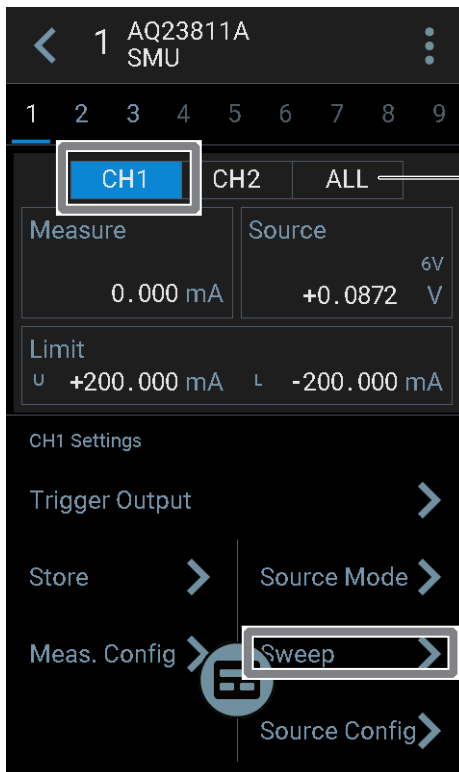 1 AQ23811A
SMU
1 2 3 4 5 6 7 8 9
CH1 CH2 ALL
Measure
0.000 mA
Source
6V
+0.0872 V
Limit
U +200.000 mA L -200.000 mA
CH1 Settings
Trigger Output
Store Source Mode
Meas. Config Sweep
Source Config